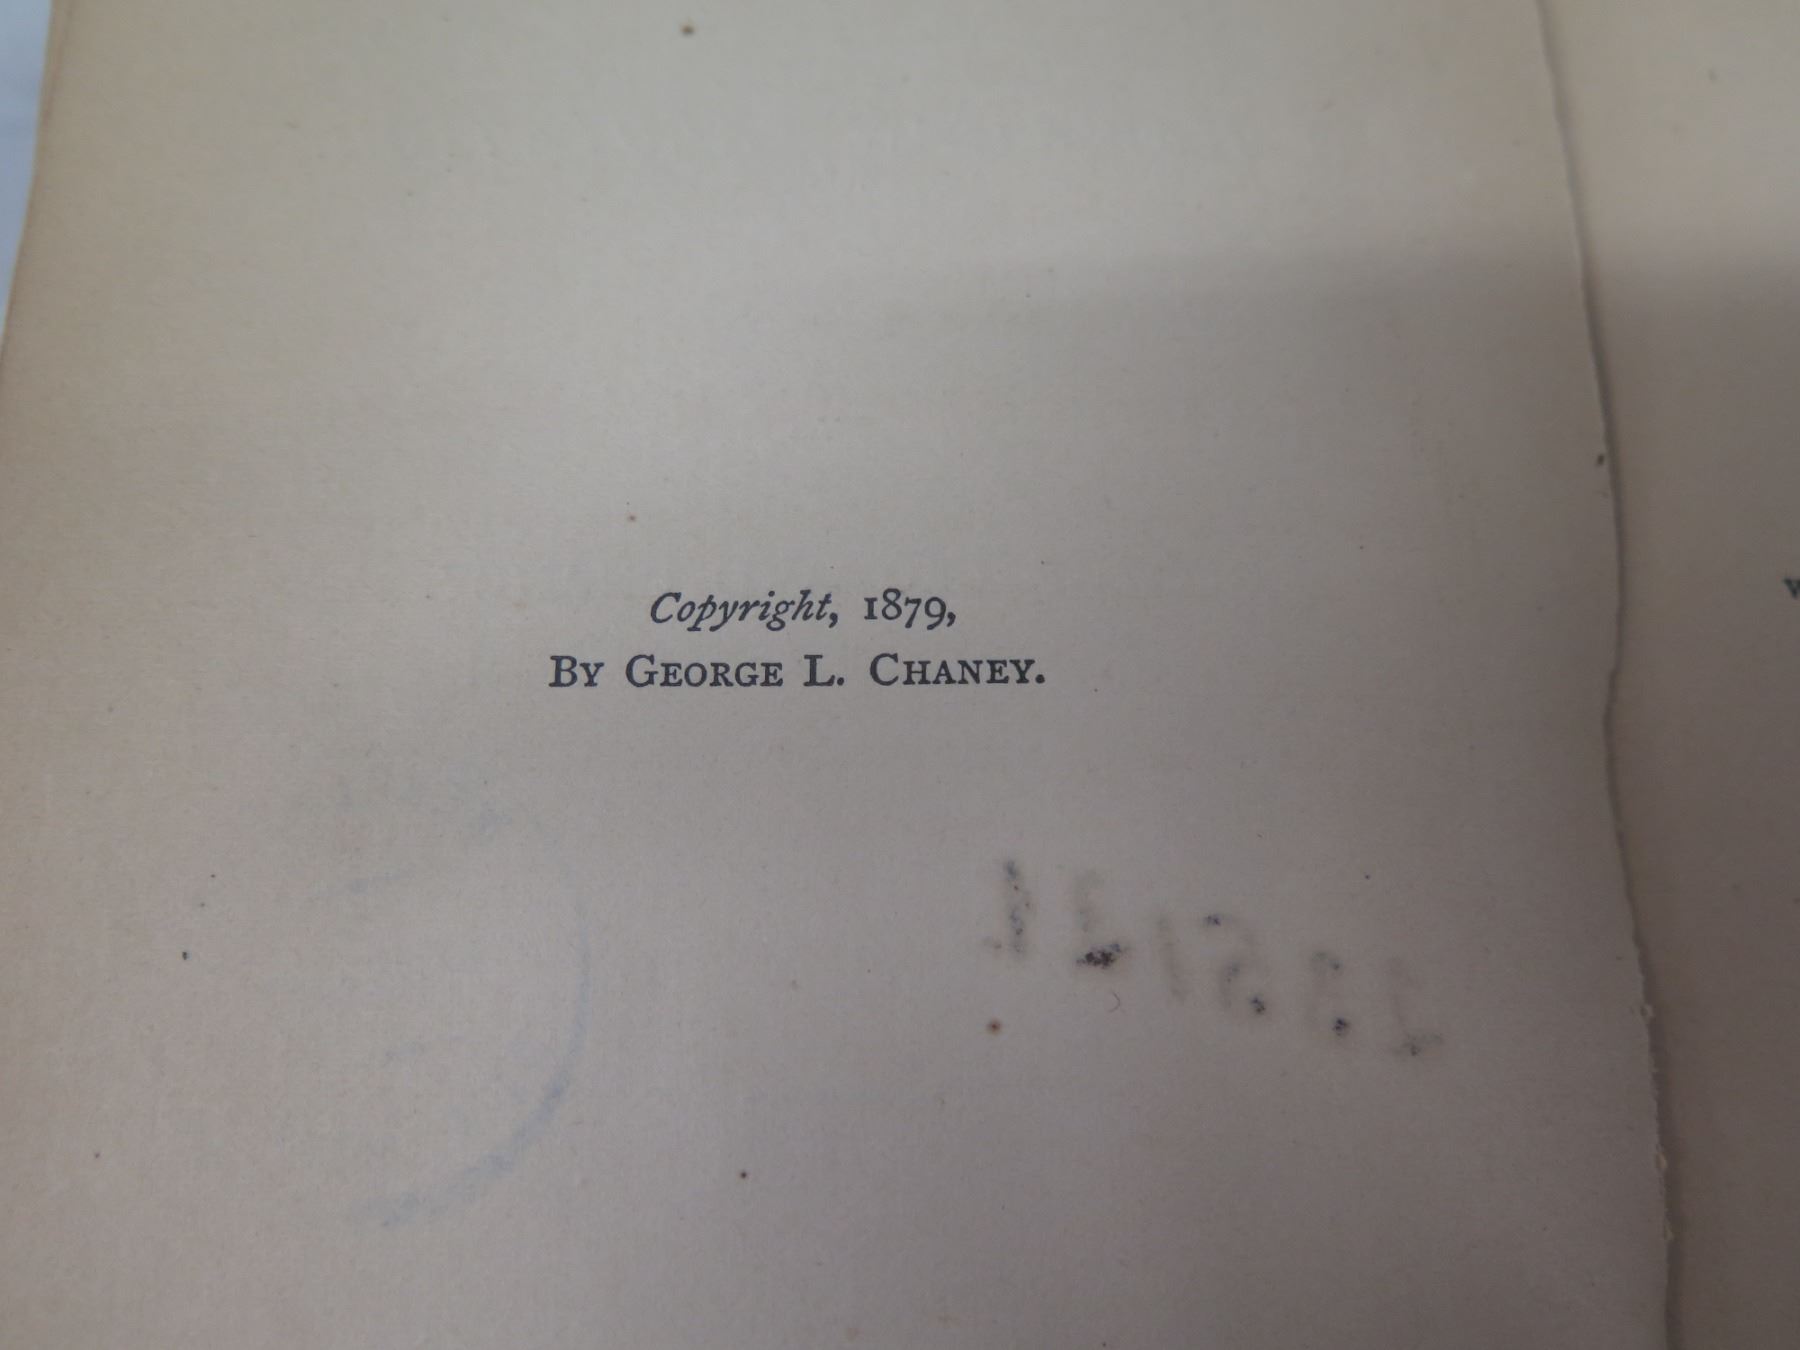 Copyright, 1879,
By George L. Chaney.